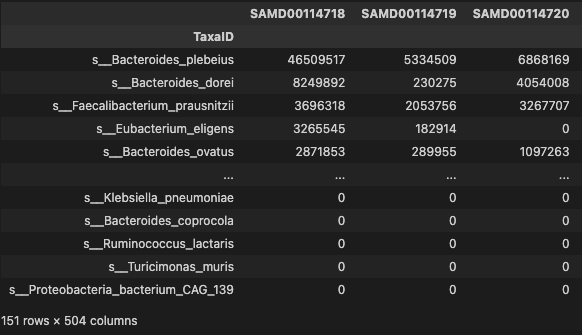 SAMD00114718 SAMD00114719 SAMD00114720
TaxaID
s__Bacteroides_plebeius 46509517 5334509 6868169
s__Bacteroides_dorei 8249892 230275 4054008
s__Faecalibacterium_prausnitzii 3696318 2053756 3267707
s__Eubacterium_eligens 3265545 182914 0
s__Bacteroides_ovatus 2871853 289955 1097263
... ... ... ...
s__Klebsiella_pneumoniae 0 0 0
s__Bacteroides_coprocola 0 0 0
s__Ruminococcus_lactaris 0 0 0
s__Turicimonas_muris 0 0 0
s__Proteobacteria_bacterium_CAG_139 0 0 0
151 rows × 504 columns